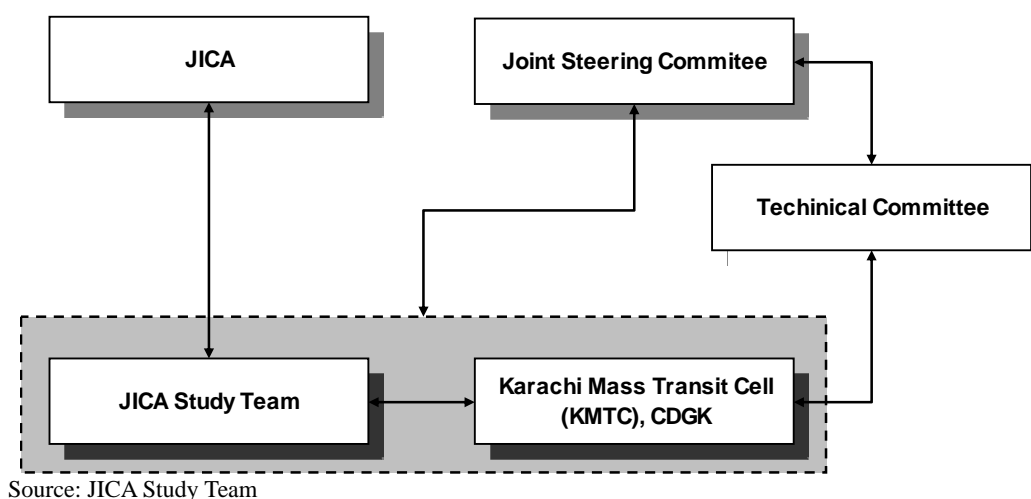 JICA
Joint Steering Commitee
Techinical Committee
JICA Study Team
Karachi Mass Transit Cell
(KMTC), CDGK
Source: JICA Study Team